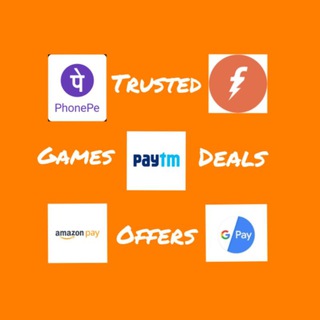 पे
PhonePe
TRUSTED
GAMES
paytm
DEALS
amazon pay
OFFERS
G Pay